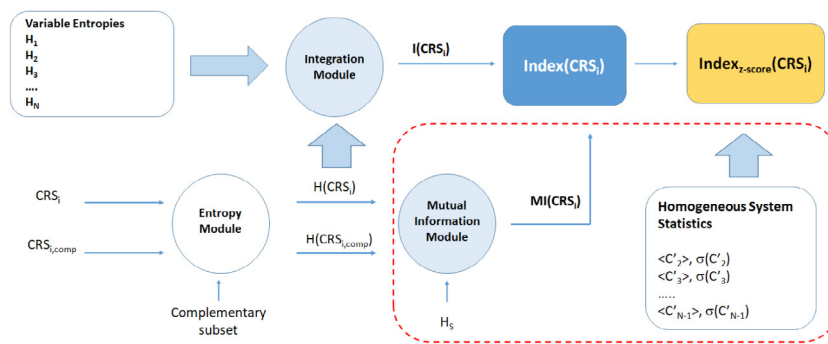 Variable Entropies
H1
H2
H3
....
HN
Integration
Module
I(CRSi)
Index(CRSi)
Indexz-score(CRSi)
CRSi
CRSi,comp
Entropy
Module
H(CRSi)
H(CRSi,comp)
Complementary
subset
Mutual
Information
Module
MI(CRSi)
HS
Homogeneous System
Statistics
<C'2>, σ(C'2)
<C'3>, σ(C'3)
.....
<C'N-1>, σ(C'N-1)